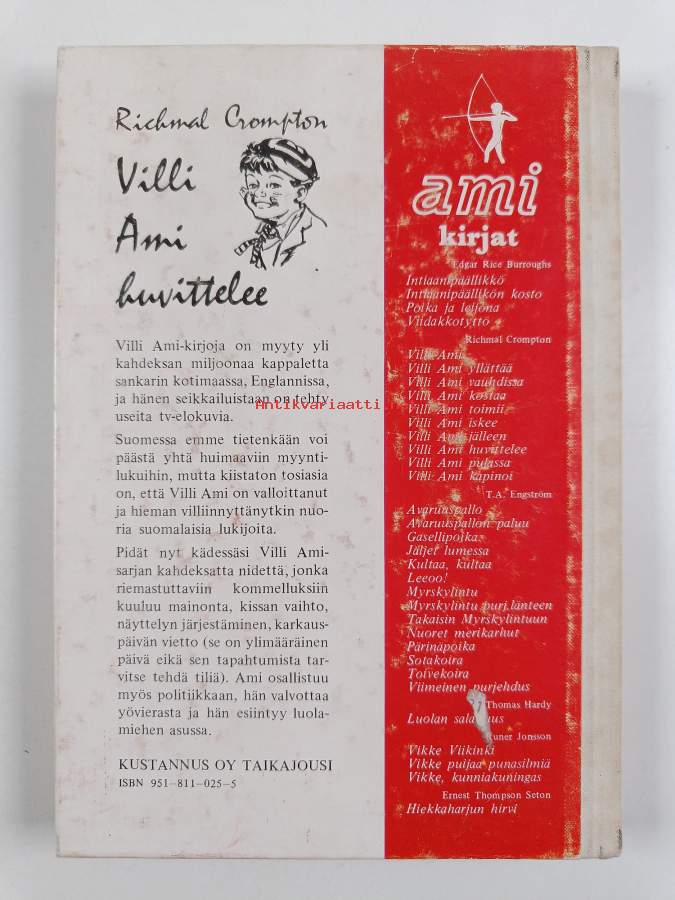 Richmal Crompton
Villi
Ami
huvittelee
Villi Ami-kirjoja on myyty yli
kahdeksan miljoonaa kappaletta
sankarin kotimaassa, Englannissa,
ja hänen seikkailuistaan on tehty
useita tv-elokuvia.
Suomessa emme tietenkään voi
päästä yhtä huimaaviin myynti-
lukuihin, mutta kiistaton tosiasia
on, että Villi Ami on valloittanut
ja hieman villiinnyttänytkin nuo-
ria suomalaisia lukijoita.
Pidät nyt kädessäsi Villi Ami-
sarjan kahdeksatta nidettä, jonka
riemastuttaviin kommelluksiin
kuuluu mainonta, kissan vaihto,
näyttelyn järjestäminen, karkaus-
päivän vietto (se on ylimääräinen
päivä eikä sen tapahtumista tar-
vitse tehdä tiliä). Ami osallistuu
myös politiikkaan, hän valvottaa
yövierasta ja hän esiintyy luola-
miehen asussa.
KUSTANNUS OY TAIKAJOUSI
ISBN 951-811-025-5
Antikvariaatti
ami
kirjat
Edgar Rice Burroughs
Intiaanipäällikkö
Intiaanipäällikön kosto
Poika ja leijona
Viidakkotyttö
Richmal Crompton
Villi Ami
Villi Ami yllättää
Villi Ami vauhdissa
Villi Ami kostaa
Villi Ami toimii
Villi Ami iskee
Villi Ami jälleen
Villi Ami huvittelee
Villi Ami pulassa
Villi Ami kapinoi
T.A. Engström
Avaruuspallo
Avaruuspallon paluu
Gasellipoika
Jäljet lumessa
Kultaa, kultaa
Leeoo!
Myrskylintu
Myrskylintu purj.länteen
Takaisin Myrskylintuun
Nuoret merikarhut
Pärinäpoika
Sotakoira
Toivekoira
Viimeinen purjehdus
Thomas Hardy
Luolan
Runer Jonsson
Vikke Viikinki
Vikke puijaa punasilmiä
Vikke, kunniakuningas
Ernest Thompson Seton
Hiekkaharjun hirvi